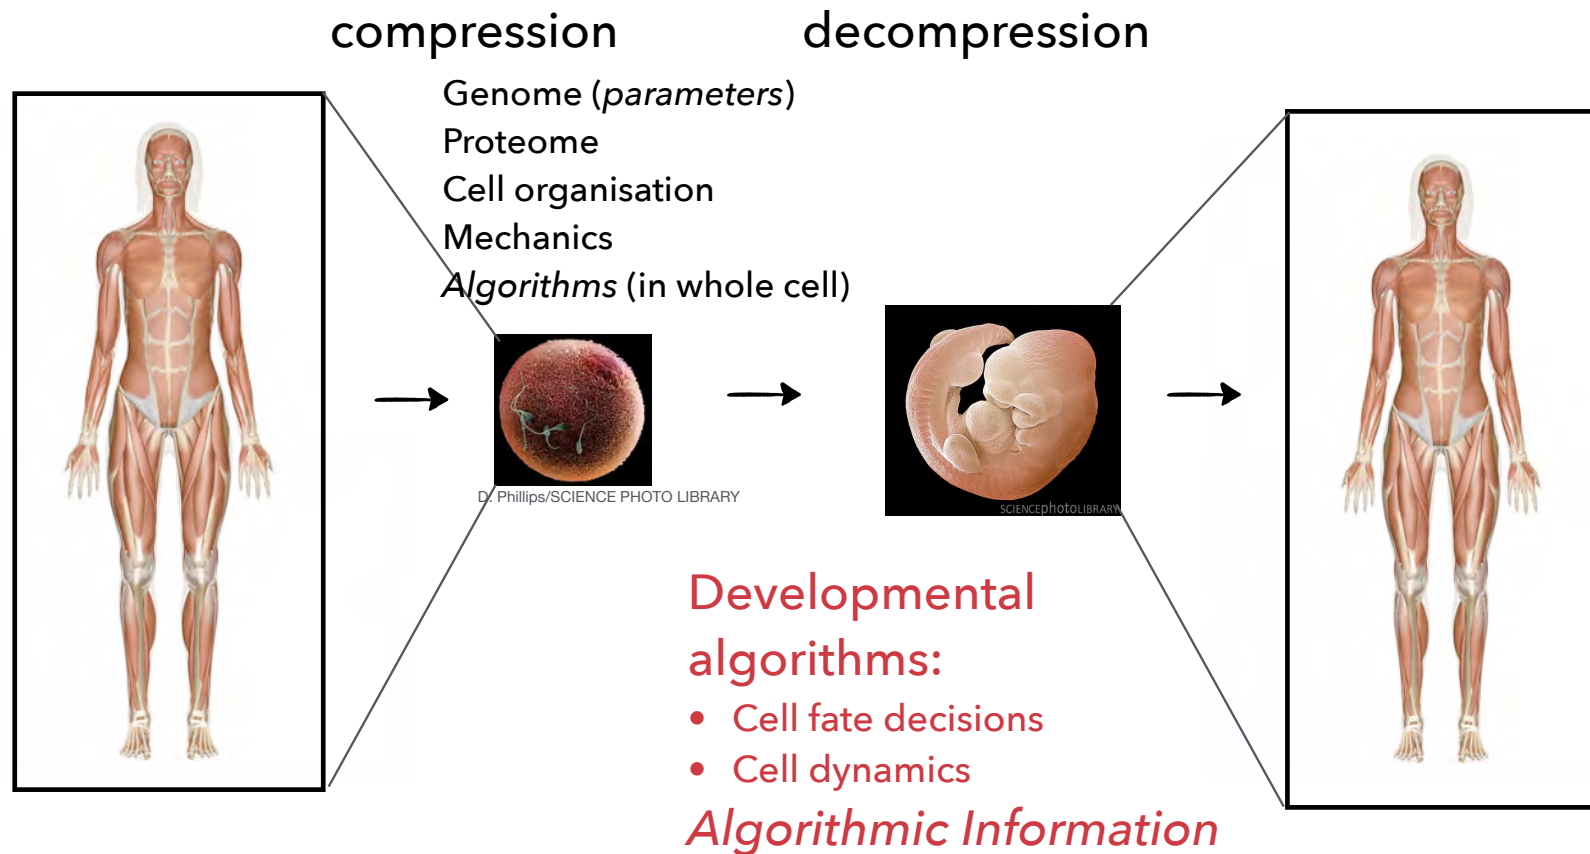 compression
decompression
Genome (parameters)
Proteome
Cell organisation
Mechanics
Algorithms (in whole cell)
D. Phillips/SCIENCE PHOTO LIBRARY
SCIENCEphotoLIBRARY
Developmental
algorithms:
• Cell fate decisions
• Cell dynamics
Algorithmic Information